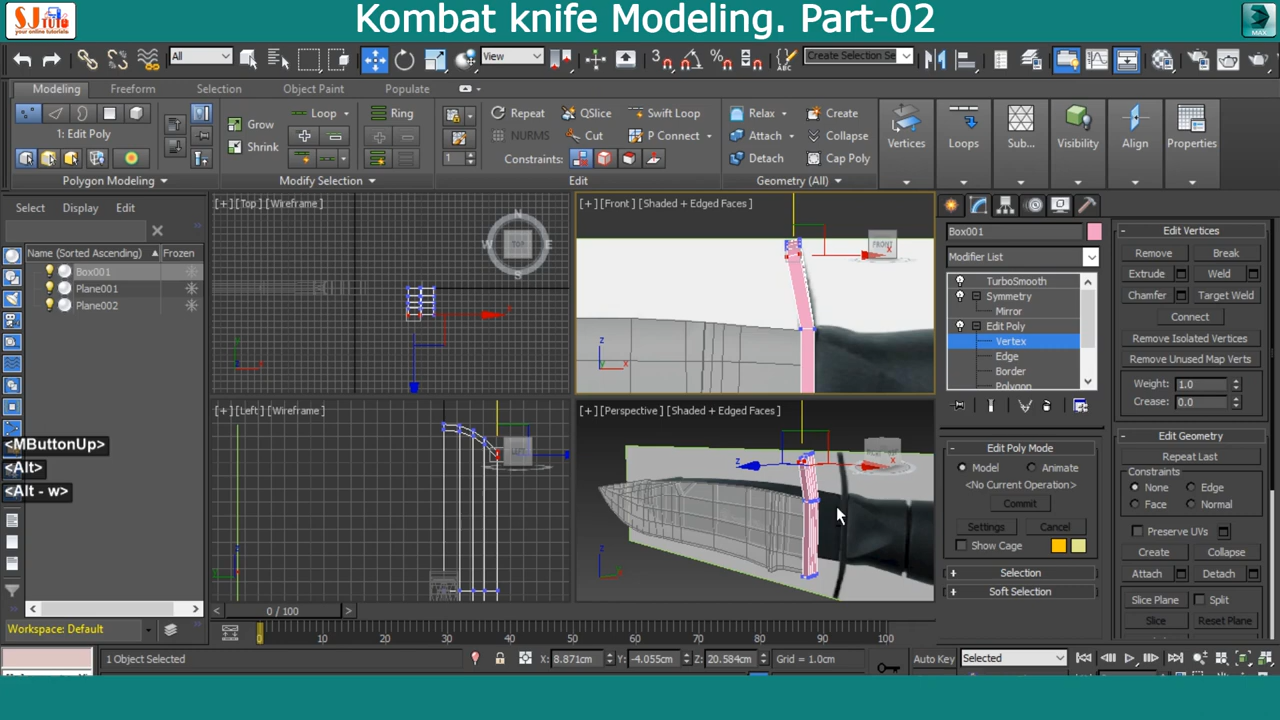 SJ TUTO
your online tutorials
Kombat knife Modeling. Part-02
MAX
All
View
Create Selection Se
Modeling
Freeform
Selection
Object Paint
Populate
1: Edit Poly
Polygon Modeling
Grow
Shrink
Loop
Ring
Modify Selection
1
Repeat
QSlice
Swift Loop
NURMS
Cut
P Connect
Constraints:
Edit
Relax
Create
Attach
Collapse
Detach
Cap Poly
Geometry (All)
Vertices
Loops
Sub...
Visibility
Align
Properties
Select
Display
Edit
Name (Sorted Ascending)
Frozen
Box001
Plane001
Plane002
<MButtonUp>
<Alt>
<Alt - w>
Workspace: Default
[+] [Top] [Wireframe]
N
W
E
S
TOP
[+] [Front] [Shaded + Edged Faces]
FRONT
[+] [Left] [Wireframe]
LEFT
[+] [Perspective] [Shaded + Edged Faces]
Box001
Modifier List
TurboSmooth
Symmetry
Mirror
Edit Poly
Vertex
Edge
Border
Polygon
Edit Poly Mode
Model
Animate
<No Current Operation>
Commit
Settings
Cancel
Show Cage
Selection
Soft Selection
Edit Vertices
Remove
Break
Extrude
Weld
Chamfer
Target Weld
Connect
Remove Isolated Vertices
Remove Unused Map Verts
Weight: 1.0
Crease: 0.0
Edit Geometry
Repeat Last
Constraints
None
Edge
Face
Normal
Preserve UVs
Create
Collapse
Attach
Detach
Slice Plane
Split
Slice
Reset Plane
0 / 100
0 10 20 30 40 50 60 70 80 90 100
1 Object Selected
X: 8.871cm
Y: -4.055cm
Z: 20.584cm
Grid = 1.0cm
Auto Key
Selected